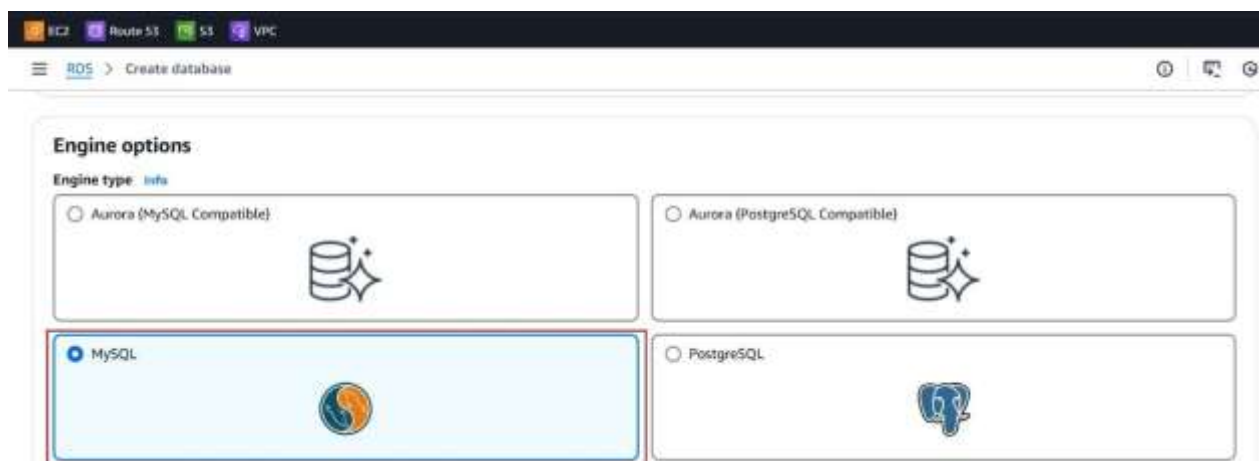 EC2 Route 53 S3 VPC
RDS > Create database
Engine options
Engine type Info
Aurora (MySQL Compatible) Aurora (PostgreSQL Compatible)
MySQL PostgreSQL